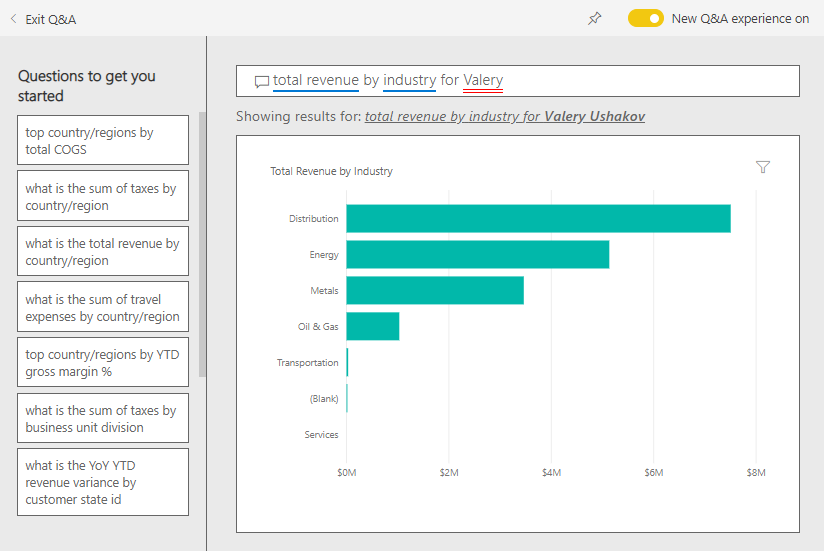 Exit Q&A
New Q&A experience on
Questions to get you
started
top country/regions by
total COGS
what is the sum of taxes by
country/region
what is the total revenue by
country/region
what is the sum of travel
expenses by country/region
top country/regions by YTD
gross margin %
what is the sum of taxes by
business unit division
what is the YoY YTD
revenue variance by
customer state id
total revenue by industry for Valery
Showing results for: total revenue by industry for Valery Ushakov
Total Revenue by Industry
Distribution
Energy
Metals
Oil & Gas
Transportation
(Blank)
Services
$0M $2M $4M $6M $8M